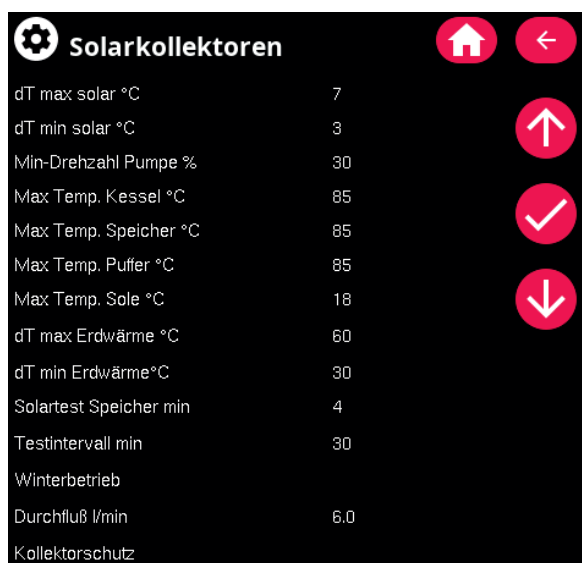 Solarkollektoren
dT max solar °C 7
dT min solar °C 3
Min-Drehzahl Pumpe % 30
Max Temp. Kessel °C 85
Max Temp. Speicher °C 85
Max Temp. Puffer °C 85
Max Temp. Sole °C 18
dT max Erdwärme °C 60
dT min Erdwärme°C 30
Solartest Speicher min 4
Testintervall min 30
Winterbetrieb
Durchfluß l/min 6.0
Kollektorschutz